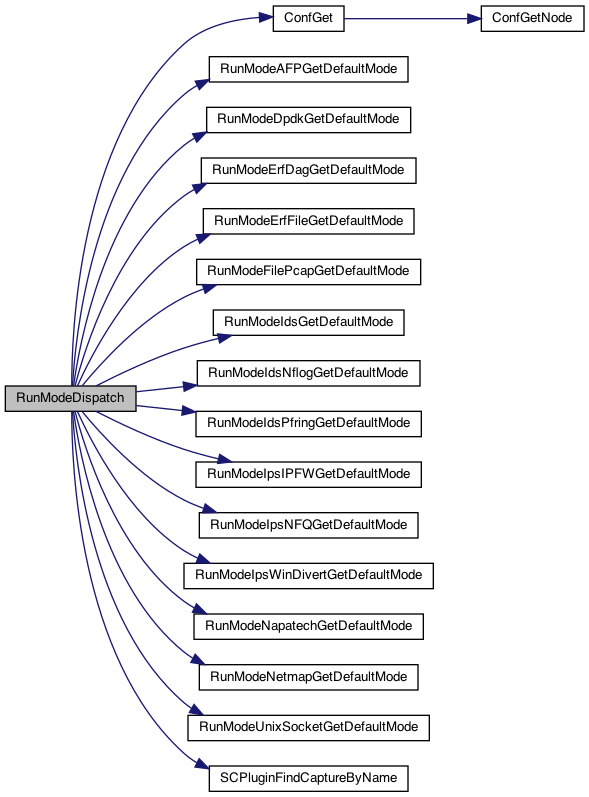 ConfGet
ConfGetNode
RunModeAFPGetDefaultMode
RunModeDpdkGetDefaultMode
RunModeErfDagGetDefaultMode
RunModeErfFileGetDefaultMode
RunModeFilePcapGetDefaultMode
RunModeIdsGetDefaultMode
RunModeIdsNflogGetDefaultMode
RunModeDispatch
RunModeIdsPfringGetDefaultMode
RunModeIpsIPFWGetDefaultMode
RunModeIpsNFQGetDefaultMode
RunModeIpsWinDivertGetDefaultMode
RunModeNapatechGetDefaultMode
RunModeNetmapGetDefaultMode
RunModeUnixSocketGetDefaultMode
SCPluginFindCaptureByName